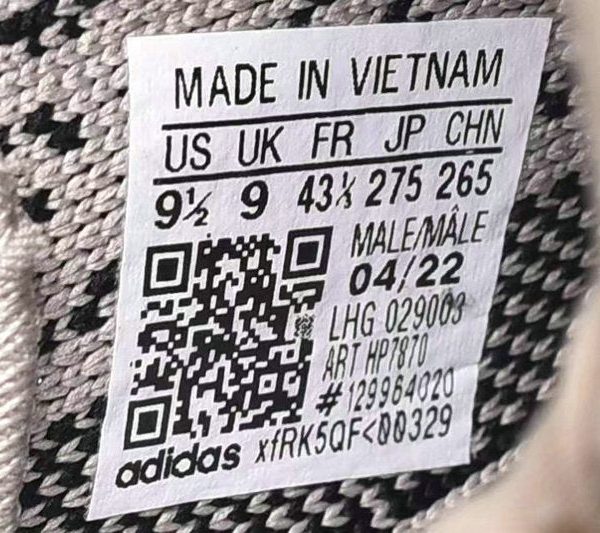 MADE IN VIETNAM
US UK FR JP CHN
9½ 9 43⅓ 275 265
MALE/MÂLE
04/22
LHG 029003
ART HP7870
#129964020
adidas xfRK5QF<00329